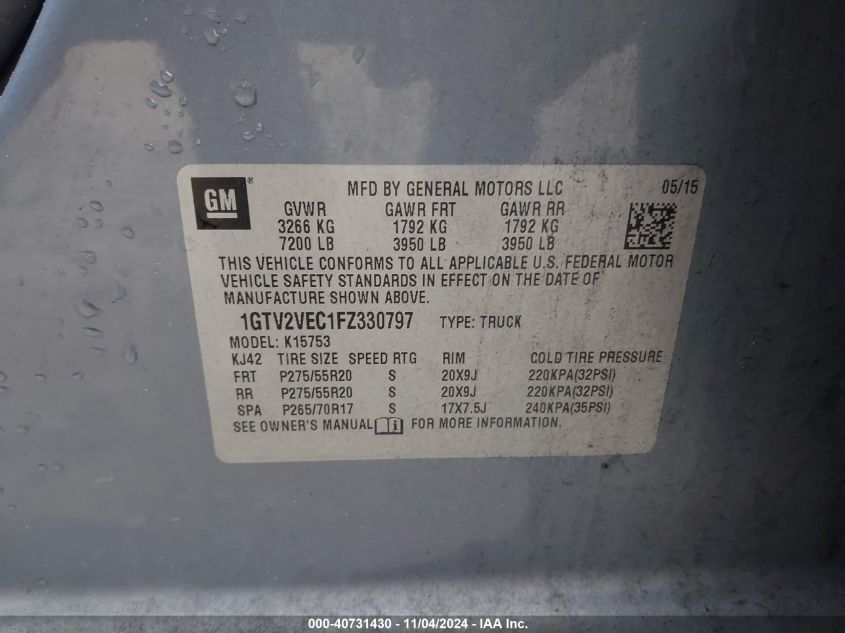 GM®
MFD BY GENERAL MOTORS LLC 05/15
GVWR GAWR FRT GAWR RR
3266 KG 1792 KG 1792 KG
7200 LB 3950 LB 3950 LB
THIS VEHICLE CONFORMS TO ALL APPLICABLE U.S. FEDERAL MOTOR
VEHICLE SAFETY STANDARDS IN EFFECT ON THE DATE OF
MANUFACTURE SHOWN ABOVE.
1GTV2VEC1FZ330797 TYPE: TRUCK
MODEL: K15753
KJ42 TIRE SIZE SPEED RTG RIM COLD TIRE PRESSURE
FRT P275/55R20 S 20X9J 220KPA(32PSI)
RR P275/55R20 S 20X9J 220KPA(32PSI)
SPA P265/70R17 S 17X7.5J 240KPA(35PSI)
SEE OWNER'S MANUAL FOR MORE INFORMATION.
000-40731430 - 11/04/2024 - IAA Inc.